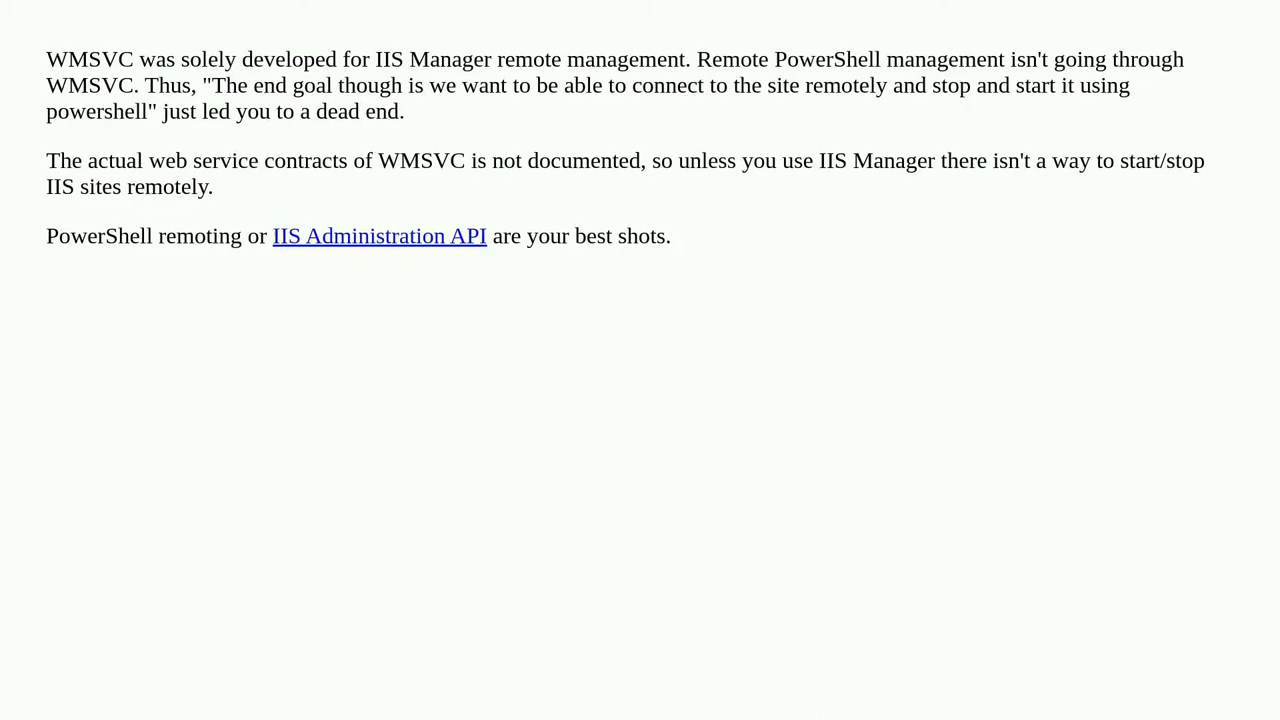 WMSVC was solely developed for IIS Manager remote management. Remote PowerShell management isn't going through
WMSVC. Thus, "The end goal though is we want to be able to connect to the site remotely and stop and start it using
powershell" just led you to a dead end.
The actual web service contracts of WMSVC is not documented, so unless you use IIS Manager there isn't a way to start/stop
IIS sites remotely.
PowerShell remoting or IIS Administration API are your best shots.